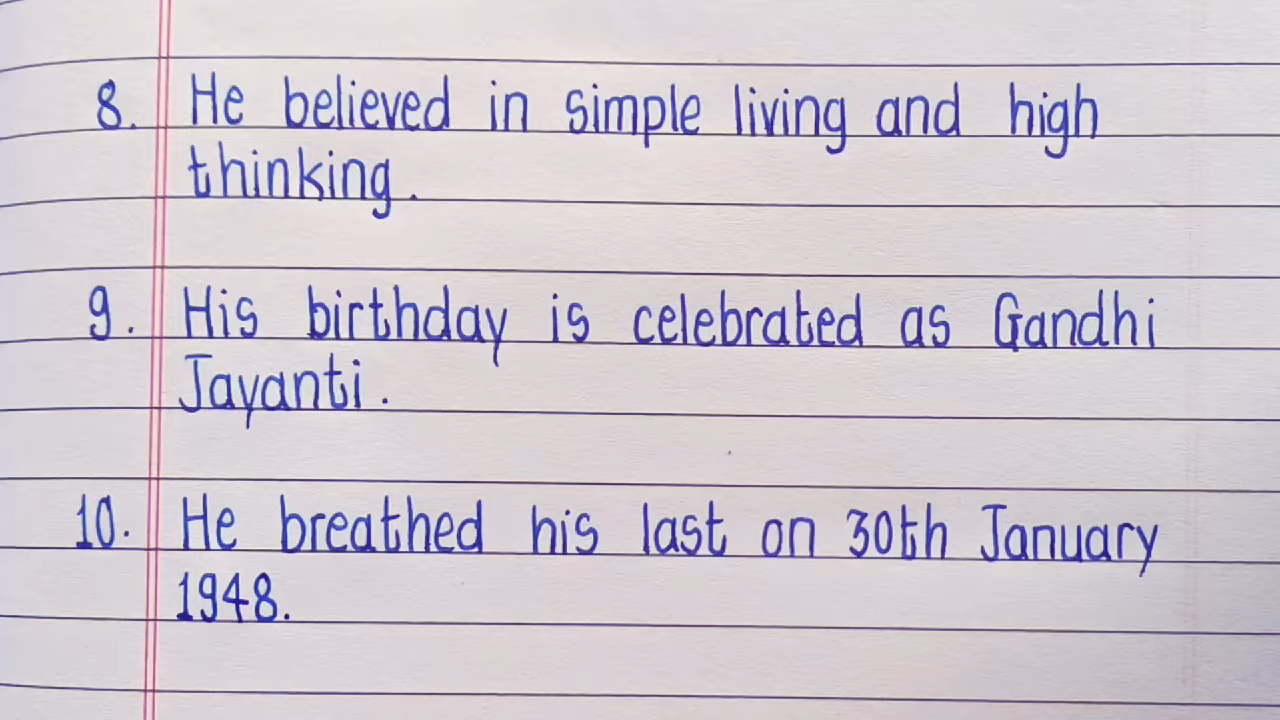 8. He believed in simple living and high
thinking.
9. His birthday is celebrated as Gandhi
Jayanti.
10. He breathed his last on 30th January
1948.